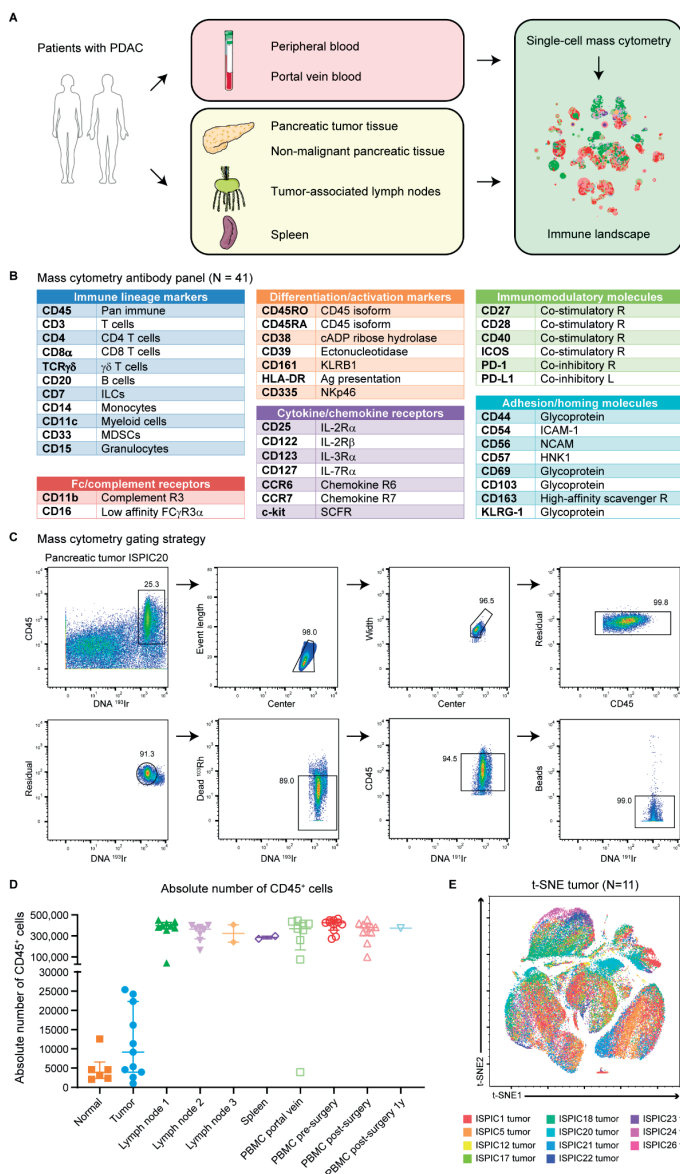 A
Patients with PDAC
Peripheral blood
Portal vein blood
Pancreatic tumor tissue
Non-malignant pancreatic tissue
Tumor-associated lymph nodes
Spleen
Single-cell mass cytometry
Immune landscape
B
Mass cytometry antibody panel (N = 41)
Immune lineage markers
CD45 Pan immune
CD3 T cells
CD4 CD4 T cells
CD8α CD8 T cells
TCRγδ γδ T cells
CD20 B cells
CD7 ILCs
CD14 Monocytes
CD11c Myeloid cells
CD33 MDSCs
CD15 Granulocytes
Fc/complement receptors
CD11b Complement R3
CD16 Low affinity FCγR3α
Differentiation/activation markers
CD45RO CD45 isoform
CD45RA CD45 isoform
CD38 cADP ribose hydrolase
CD39 Ectonucleotidase
CD161 KLRB1
HLA-DR Ag presentation
CD335 NKp46
Cytokine/chemokine receptors
CD25 IL-2Rα
CD122 IL-2Rβ
CD123 IL-3Rα
CD127 IL-7Rα
CCR6 Chemokine R6
CCR7 Chemokine R7
c-kit SCFR
Immunomodulatory molecules
CD27 Co-stimulatory R
CD28 Co-stimulatory R
CD40 Co-stimulatory R
ICOS Co-stimulatory R
PD-1 Co-inhibitory R
PD-L1 Co-inhibitory L
Adhesion/homing molecules
CD44 Glycoprotein
CD54 ICAM-1
CD56 NCAM
CD57 HNK1
CD69 Glycoprotein
CD103 Glycoprotein
CD163 High-affinity scavenger R
KLRG-1 Glycoprotein
C
Mass cytometry gating strategy
Pancreatic tumor ISPIC20
25.3
CD45
DNA ¹⁹³Ir
98.0
Event length
Center
96.5
Width
Center
99.8
Residual
CD45
91.3
Residual
DNA ¹⁹³Ir
89.0
Dead ¹⁰³Rh
DNA ¹⁹³Ir
94.5
CD45
DNA ¹⁹¹Ir
99.0
Beads
DNA ¹⁹¹Ir
D
Absolute number of CD45⁺ cells
Absolute number of CD45⁺ cells
500,000
300,000
100,000
30000
25000
20000
15000
10000
5000
0
Normal
Tumor
Lymph node 1
Lymph node 2
Lymph node 3
Spleen
PBMC portal vein
PBMC pre-surgery
PBMC post-surgery
PBMC post-surgery 1y
E
t-SNE tumor (N=11)
t-SNE2
t-SNE1
ISPIC1 tumor
ISPIC5 tumor
ISPIC12 tumor
ISPIC17 tumor
ISPIC18 tumor
ISPIC20 tumor
ISPIC21 tumor
ISPIC22 tumor
ISPIC23
ISPIC24
ISPIC26